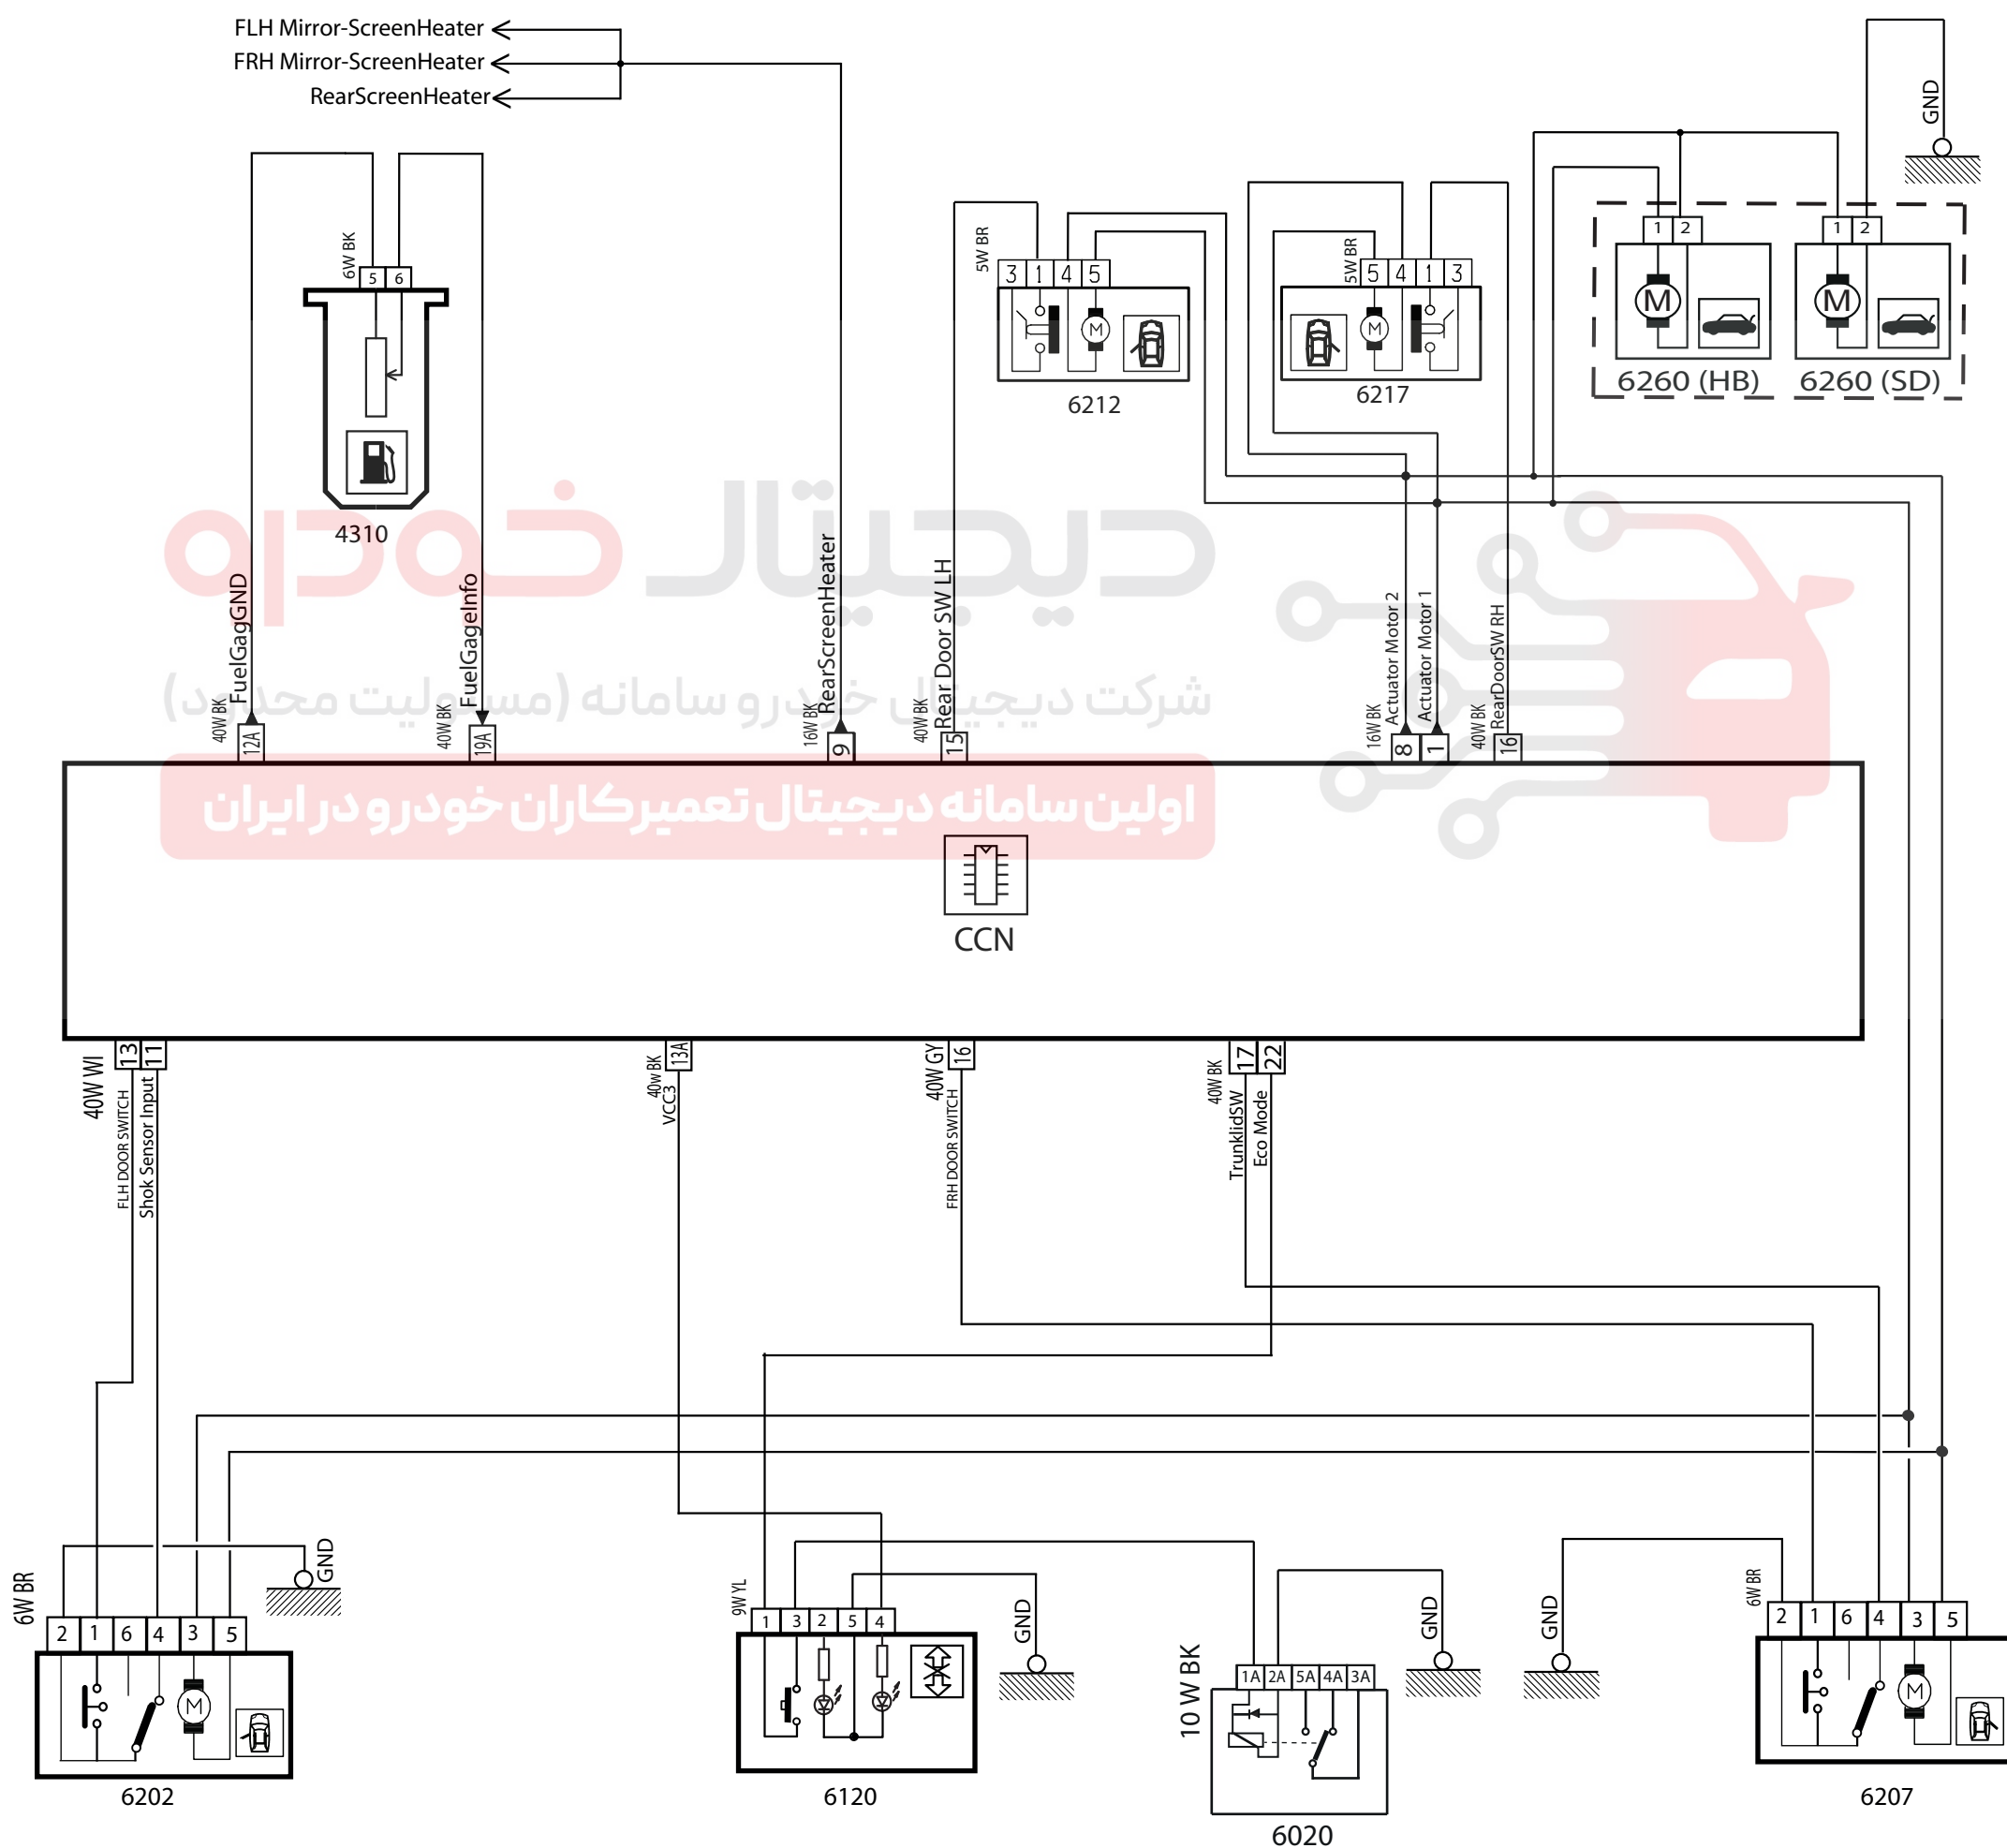 FLH Mirror-ScreenHeater
FRH Mirror-ScreenHeater
RearScreenHeater
GND
6W BK
5 6
4310
5W BR
3 1 4 5
M
6212
5W BR
5 4 1 3
M
6217
1 2
M
6260 (HB)
1 2
M
6260 (SD)
دیجیتال خودرو
شرکت دیجیتال خودرو سامانه (مسئولیت محدود)
اولین سامانه دیجیتال تعمیرکاران خودرو در ایران
FuelGagGND
40W BK
12A
FuelGageInfo
40W BK
19A
RearScreenHeater
16W BK
9
Rear Door SW LH
40W BK
15
Actuator Motor 2
16W BK
8
Actuator Motor 1
1
RearDoorSW RH
40W BK
16
CCN
40W WI
13 11
FLH DOOR SWITCH
Shok Sensor Input
40w BK
13A
VCC3
40W GY
16
FRH DOOR SWITCH
40W BK
17 22
TrunklidSW
Eco Mode
6W BR
GND
2 1 6 4 3 5
M
6202
9W YL
1 3 2 5 4
GND
6120
10 W BK
1A 2A 5A 4A 3A
GND
6020
GND
6W BR
2 1 6 4 3 5
M
6207